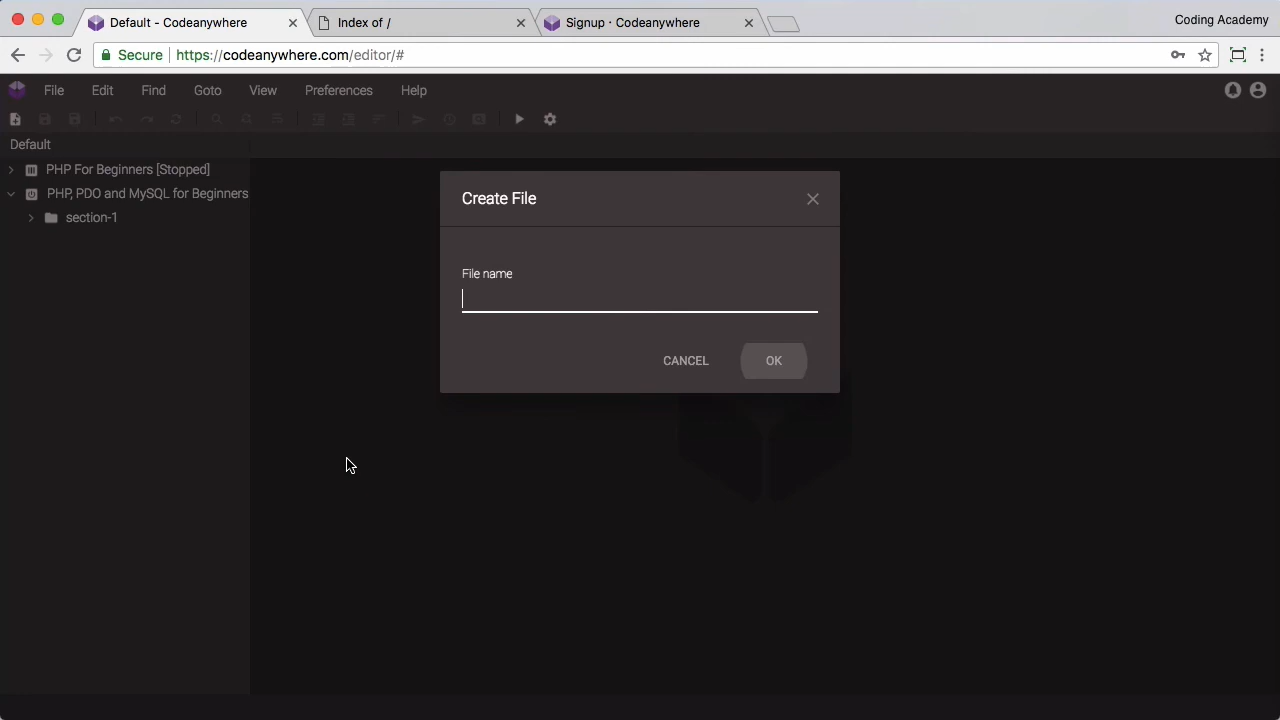 Default - Codeanywhere
Index of /
Signup · Codeanywhere
Coding Academy
Secure https://codeanywhere.com/editor/#
File Edit Find Goto View Preferences Help
Default
PHP For Beginners [Stopped]
PHP, PDO and MySQL for Beginners
section-1
Create File
File name
CANCEL OK